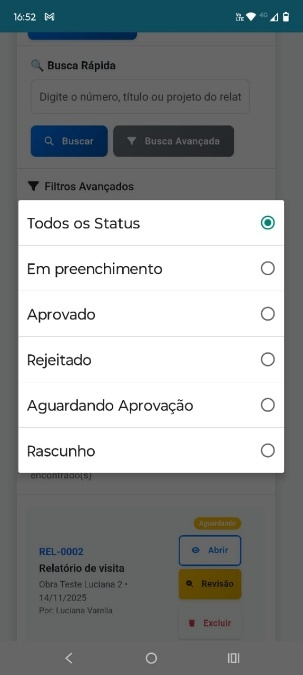 16:52
4G
Busca Rápida
Digite o número, título ou projeto do relat
Buscar
Busca Avançada
Filtros Avançados
Todos os Status
Em preenchimento
Aprovado
Rejeitado
Aguardando Aprovação
Rascunho
encontrado(s)
Aguardando
REL-0002
Abrir
Relatório de visita
Obra Teste Luciana 2 •
Revisão
14/11/2025
Por: Luciana Varella
Excluir